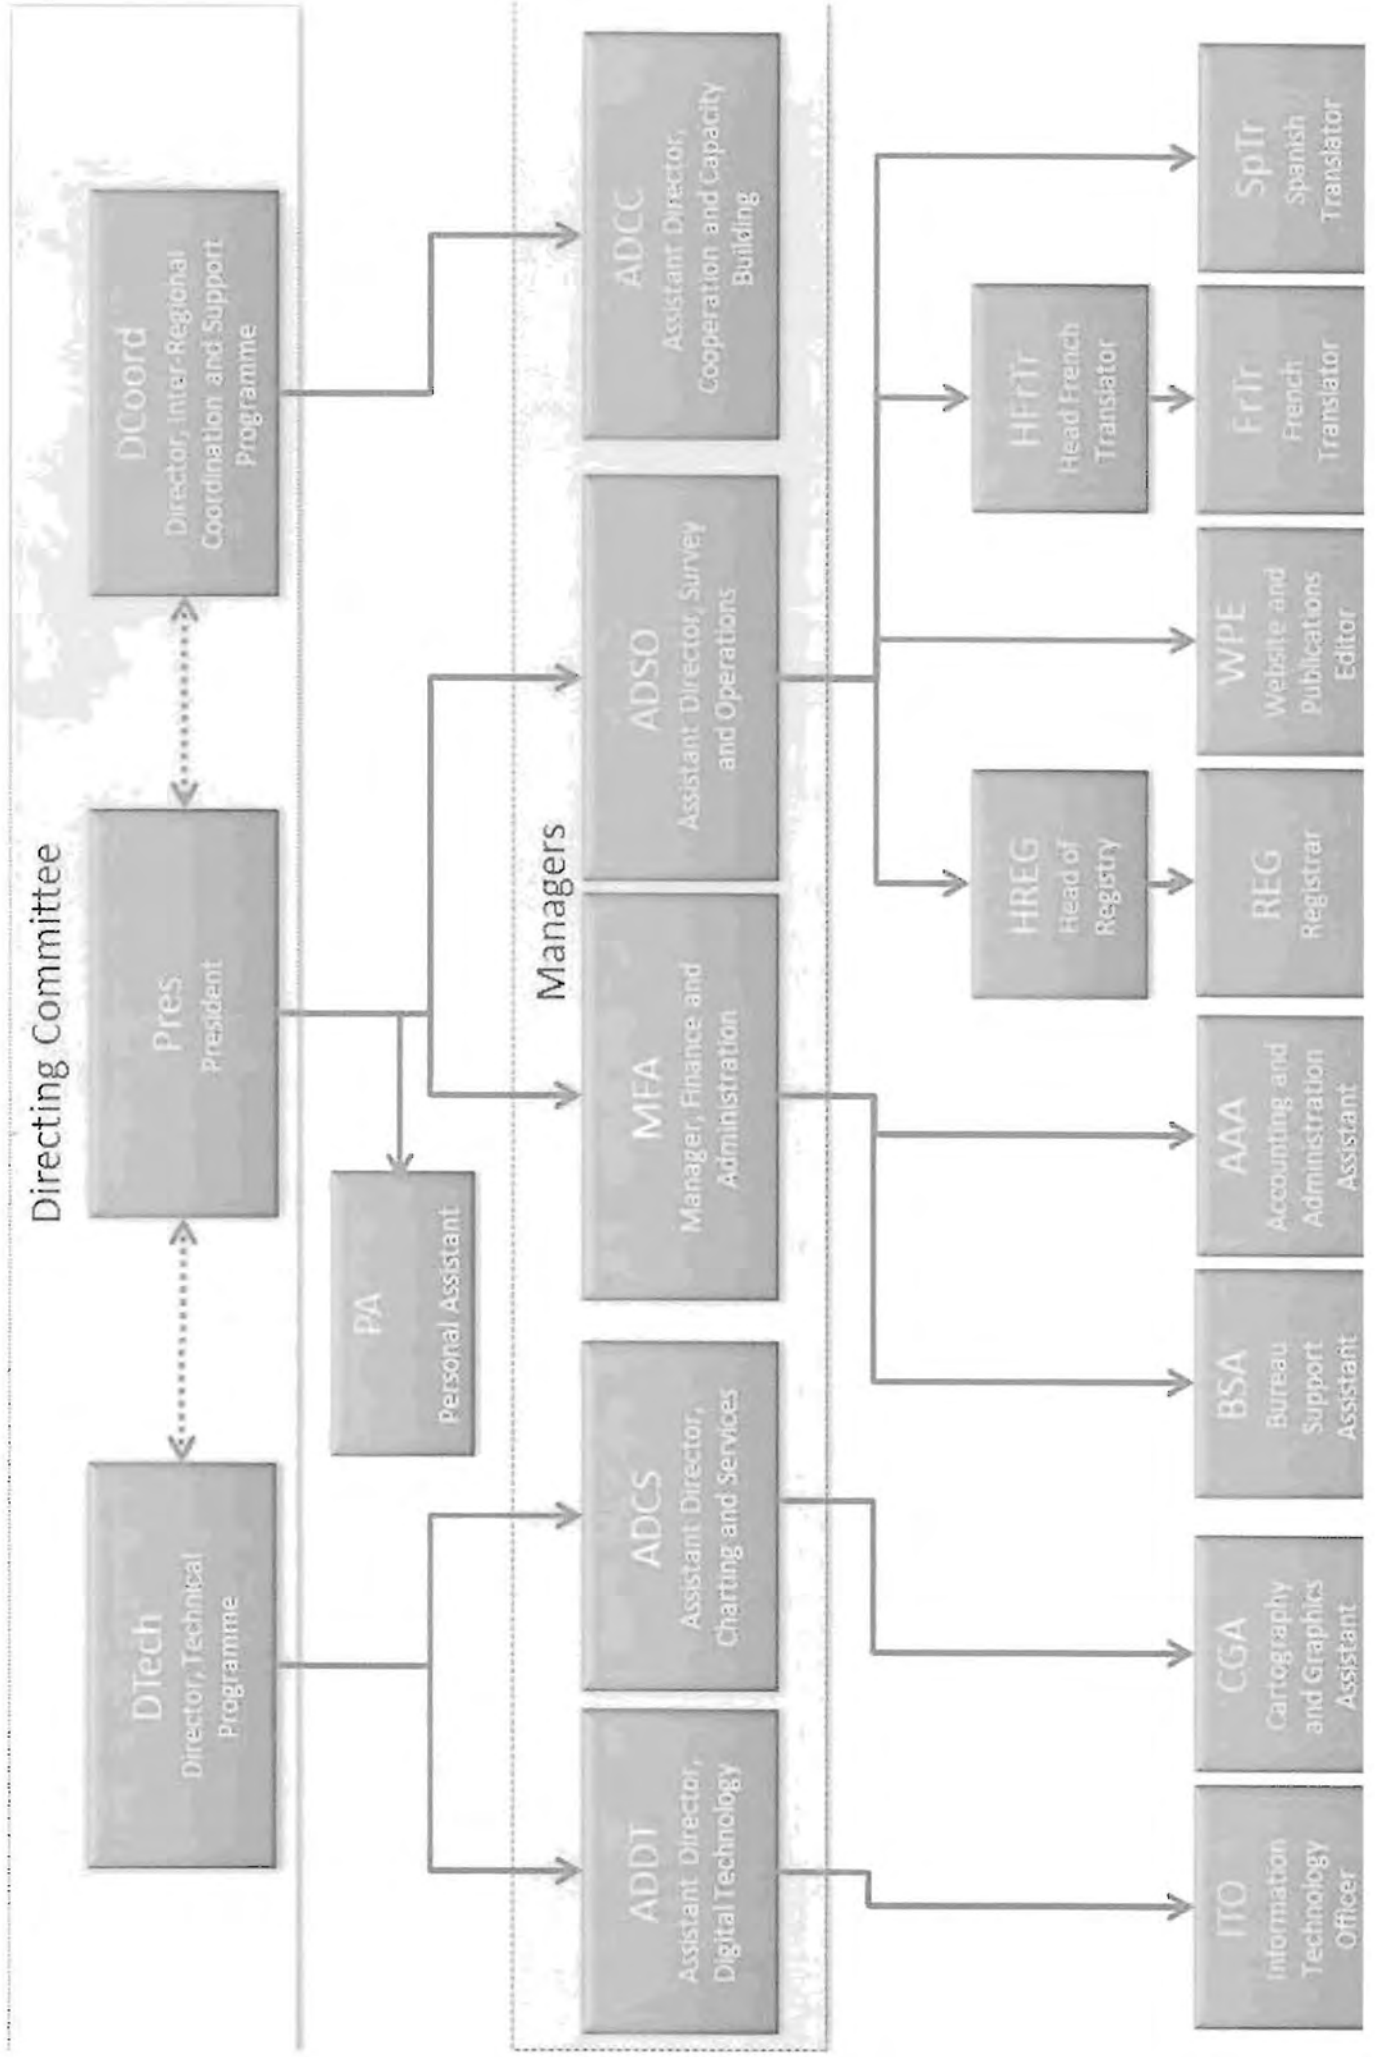 Directing Committee
DTech
Director, Technical
Programme
Pres
President
DCoord
Director, Inter-Regional
Coordination and Support
Programme
PA
Personal Assistant
Managers
ADDT
Assistant Director,
Digital Technology
ADCS
Assistant Director,
Charting and Services
MFA
Manager, Finance and
Administration
ADSO
Assistant Director, Survey
and Operations
ADCC
Assistant Director,
Cooperation and Capacity
Building
HREG
Head of
Registry
HFrTr
Head French
Translator
ITO
Information
Technology
Officer
CGA
Cartography
and Graphics
Assistant
BSA
Bureau
Support
Assistant
AAA
Accounting and
Administration
Assistant
REG
Registrar
WPE
Website and
Publications
Editor
FrTr
French
Translator
SpTr
Spanish
Translator